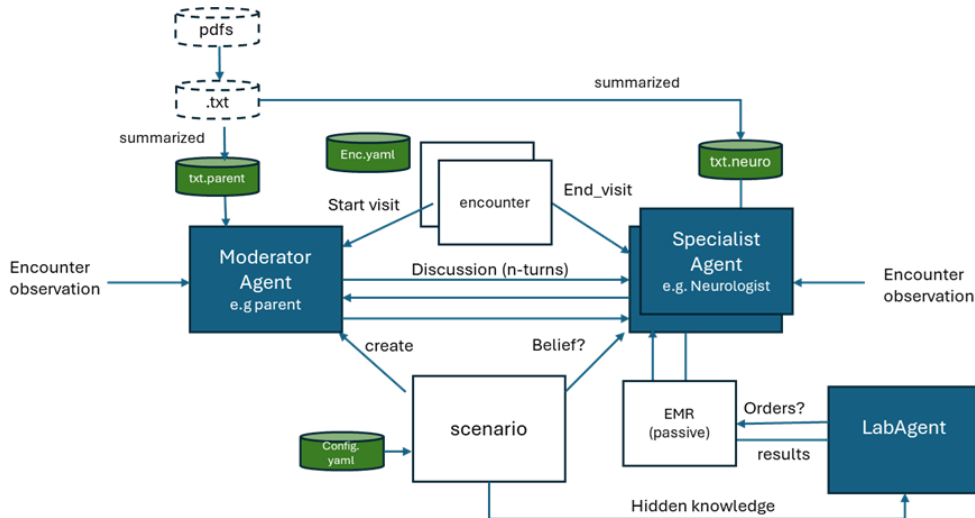 pdfs
.txt
summarized
summarized
txt.parent
Enc.yaml
txt.neuro
encounter
Start visit
End_visit
Moderator
Agent
e.g parent
Specialist
Agent
e.g. Neurologist
Encounter
observation
Discussion (n-turns)
Encounter
observation
create
Belief?
scenario
Config.
yaml
EMR
(passive)
Orders?
results
LabAgent
Hidden knowledge